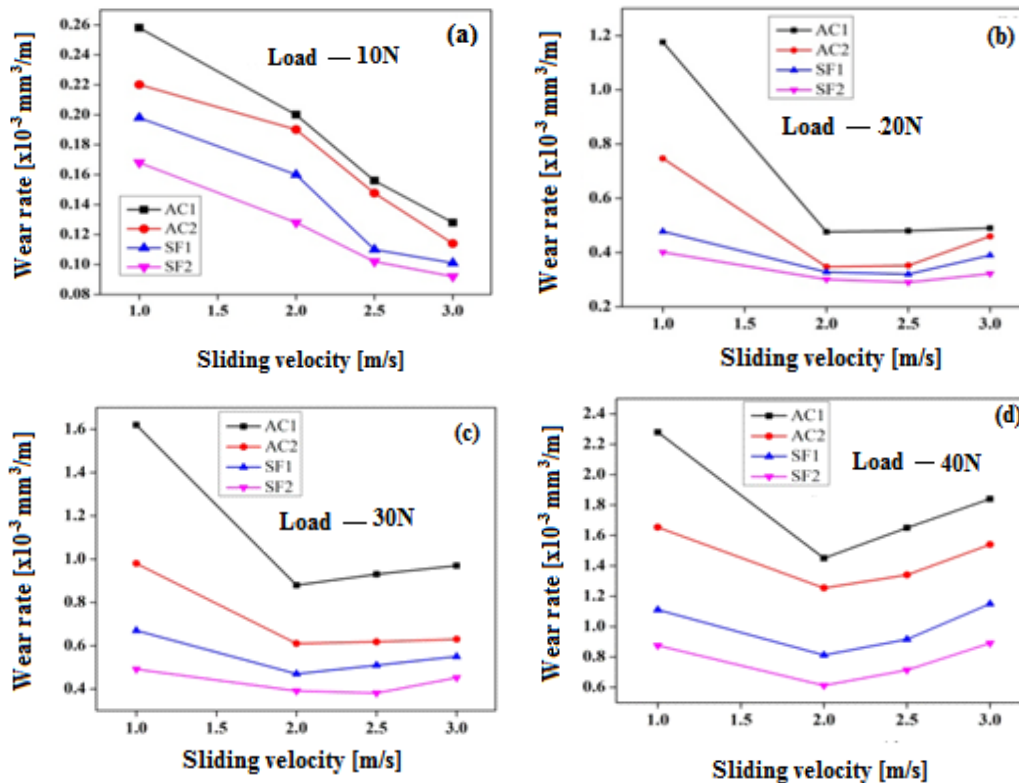 (a)
Load — 10N
AC1
AC2
SF1
SF2
0.26
0.24
0.22
0.20
0.18
0.16
0.14
0.12
0.10
0.08
1.0 1.5 2.0 2.5 3.0
Wear rate [x10⁻³ mm³/m]
Sliding velocity [m/s]
(b)
Load — 20N
AC1
AC2
SF1
SF2
1.2
1.0
0.8
0.6
0.4
0.2
1.0 1.5 2.0 2.5 3.0
Wear rate [x10⁻³ mm³/m]
Sliding velocity [m/s]
(c)
Load — 30N
AC1
AC2
SF1
SF2
1.6
1.4
1.2
1.0
0.8
0.6
0.4
1.0 1.5 2.0 2.5 3.0
Wear rate [x10⁻³ mm³/m]
Sliding velocity [m/s]
(d)
Load — 40N
AC1
AC2
SF1
SF2
2.4
2.2
2.0
1.8
1.6
1.4
1.2
1.0
0.8
0.6
1.0 1.5 2.0 2.5 3.0
Wear rate [x10⁻³ mm³/m]
Sliding velocity [m/s]